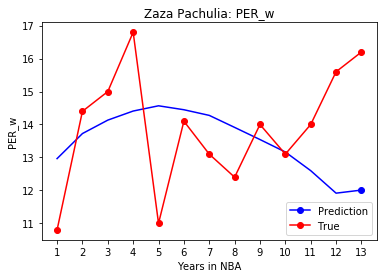 Zaza Pachulia: PER_w
PER_w
17
16
15
14
13
12
11
1 2 3 4 5 6 7 8 9 10 11 12 13
Years in NBA
Prediction
True